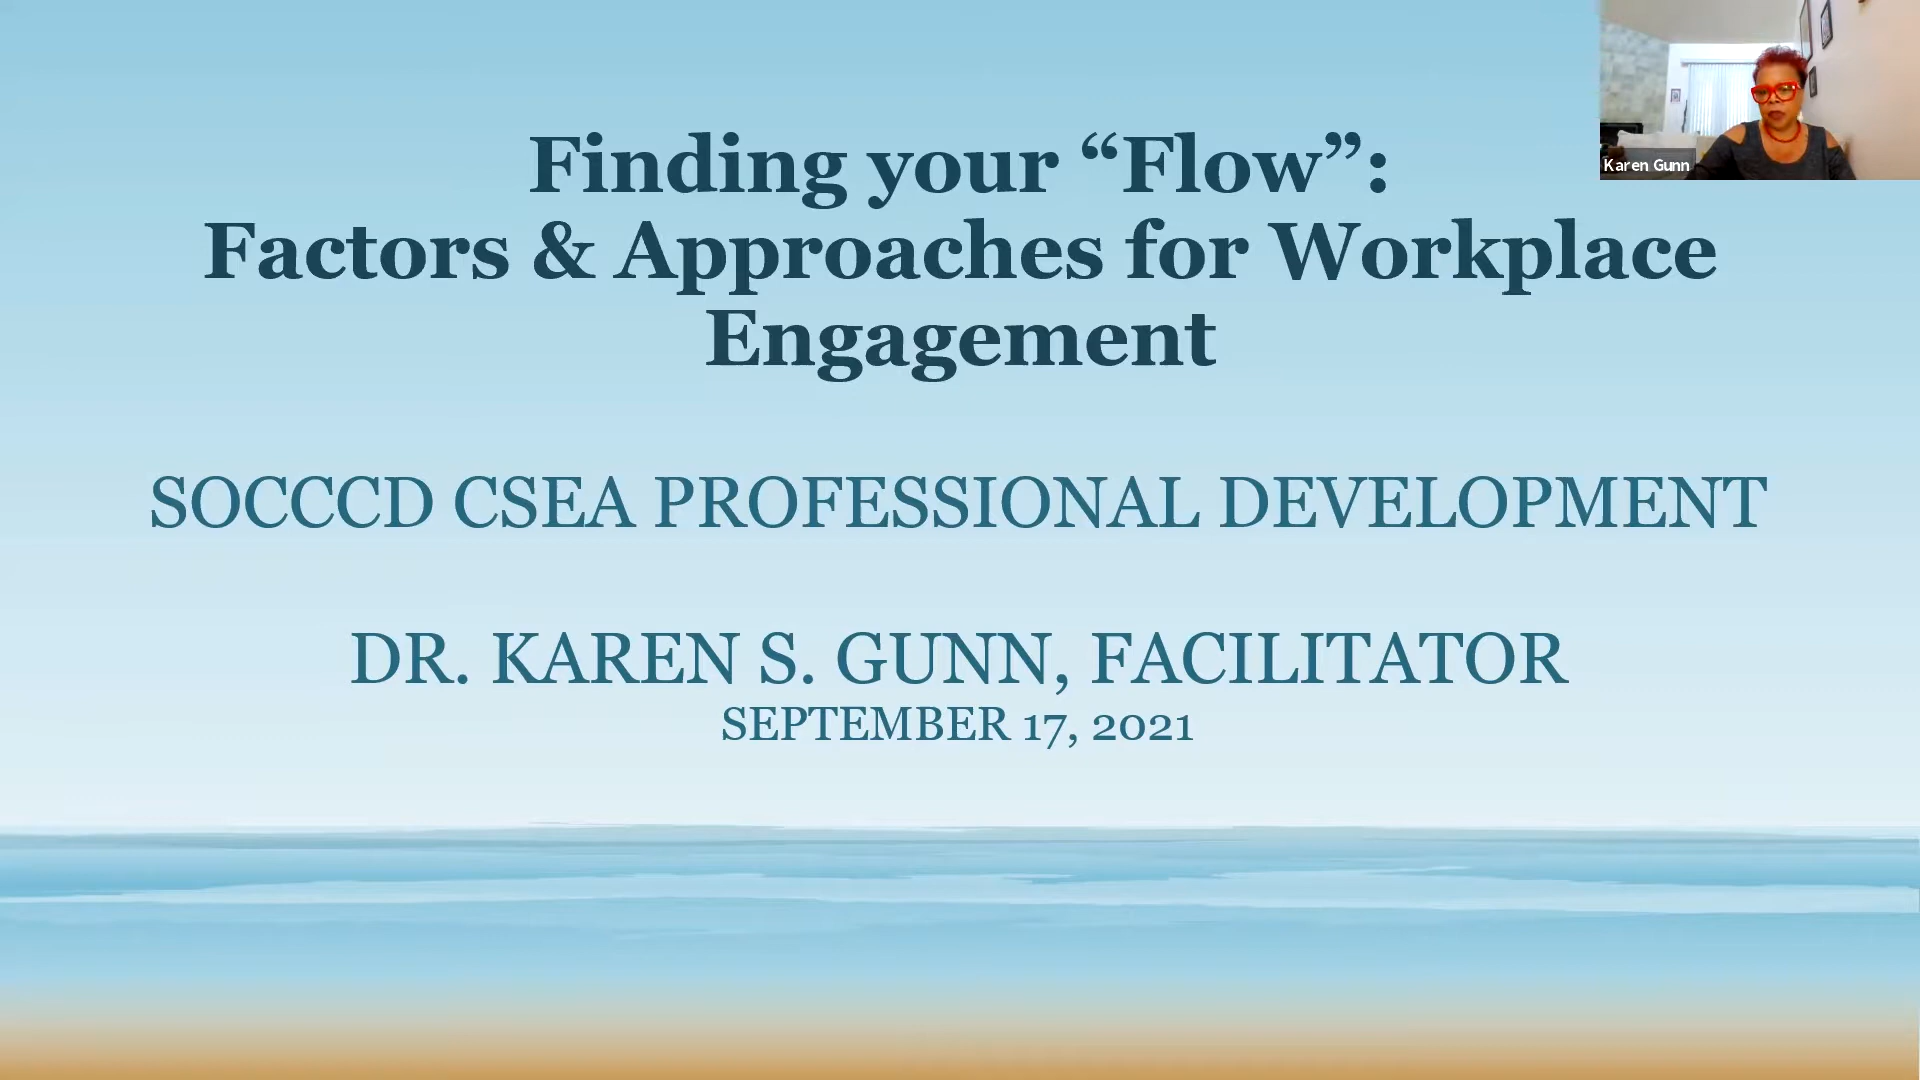 Finding your “Flow”:
Factors & Approaches for Workplace
Engagement
SOCCCD CSEA PROFESSIONAL DEVELOPMENT
DR. KAREN S. GUNN, FACILITATOR
SEPTEMBER 17, 2021
Karen Gunn